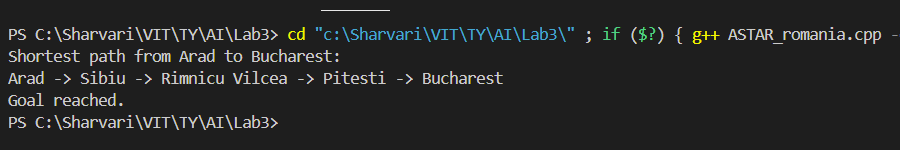 PS C:\Sharvari\VIT\TY\AI\Lab3> cd "c:\Sharvari\VIT\TY\AI\Lab3\" ; if ($?) { g++ ASTAR_romania.cpp -
Shortest path from Arad to Bucharest:
Arad -> Sibiu -> Rimnicu Vilcea -> Pitesti -> Bucharest
Goal reached.
PS C:\Sharvari\VIT\TY\AI\Lab3>